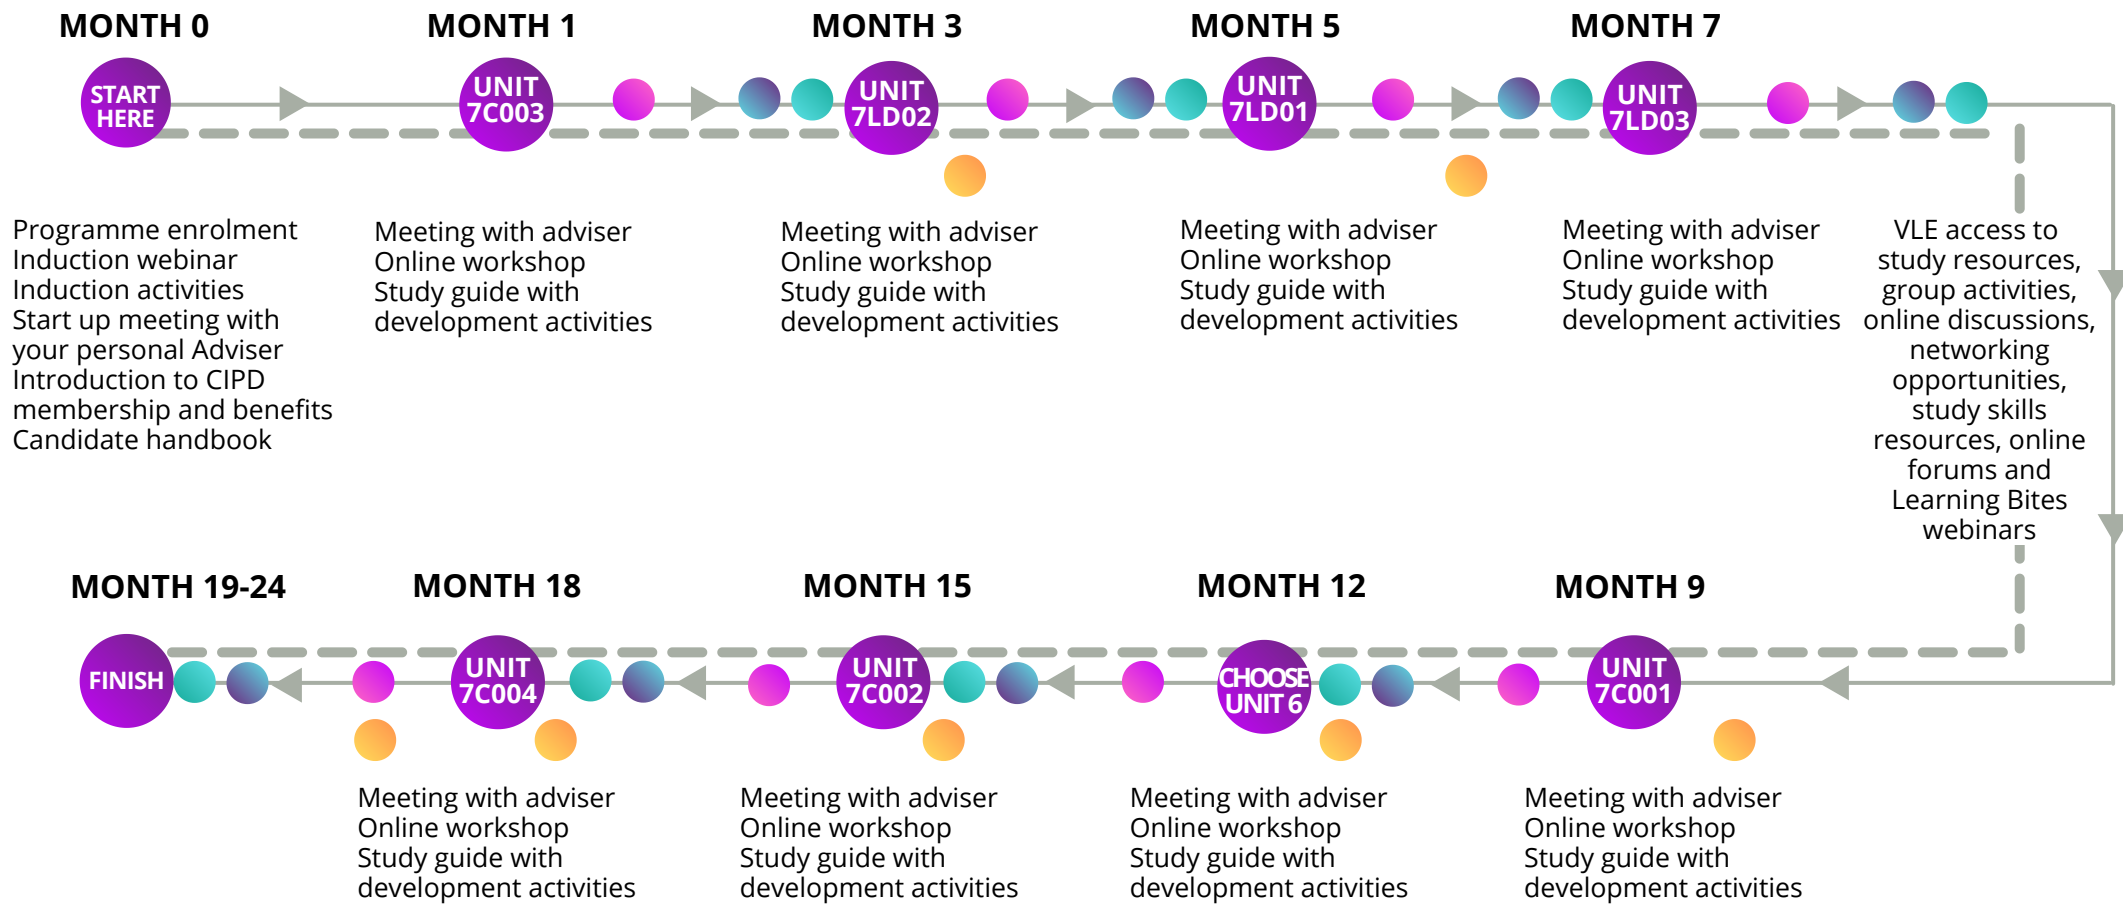 MONTH 0
START
HERE
Programme enrolment
Induction webinar
Induction activities
Start up meeting with
your personal Adviser
Introduction to CIPD
membership and benefits
Candidate handbook
MONTH 1
UNIT
7C003
Meeting with adviser
Online workshop
Study guide with
development activities
MONTH 3
UNIT
7LD02
Meeting with adviser
Online workshop
Study guide with
development activities
MONTH 5
UNIT
7LD01
Meeting with adviser
Online workshop
Study guide with
development activities
MONTH 7
UNIT
7LD03
Meeting with adviser
Online workshop
Study guide with
development activities
VLE access to
study resources,
group activities,
online discussions,
networking
opportunities,
study skills
resources, online
forums and
Learning Bites
webinars
MONTH 9
UNIT
7C001
Meeting with adviser
Online workshop
Study guide with
development activities
MONTH 12
CHOOSE
UNIT 6
Meeting with adviser
Online workshop
Study guide with
development activities
MONTH 15
UNIT
7C002
Meeting with adviser
Online workshop
Study guide with
development activities
MONTH 18
UNIT
7C004
Meeting with adviser
Online workshop
Study guide with
development activities
MONTH 19-24
FINISH